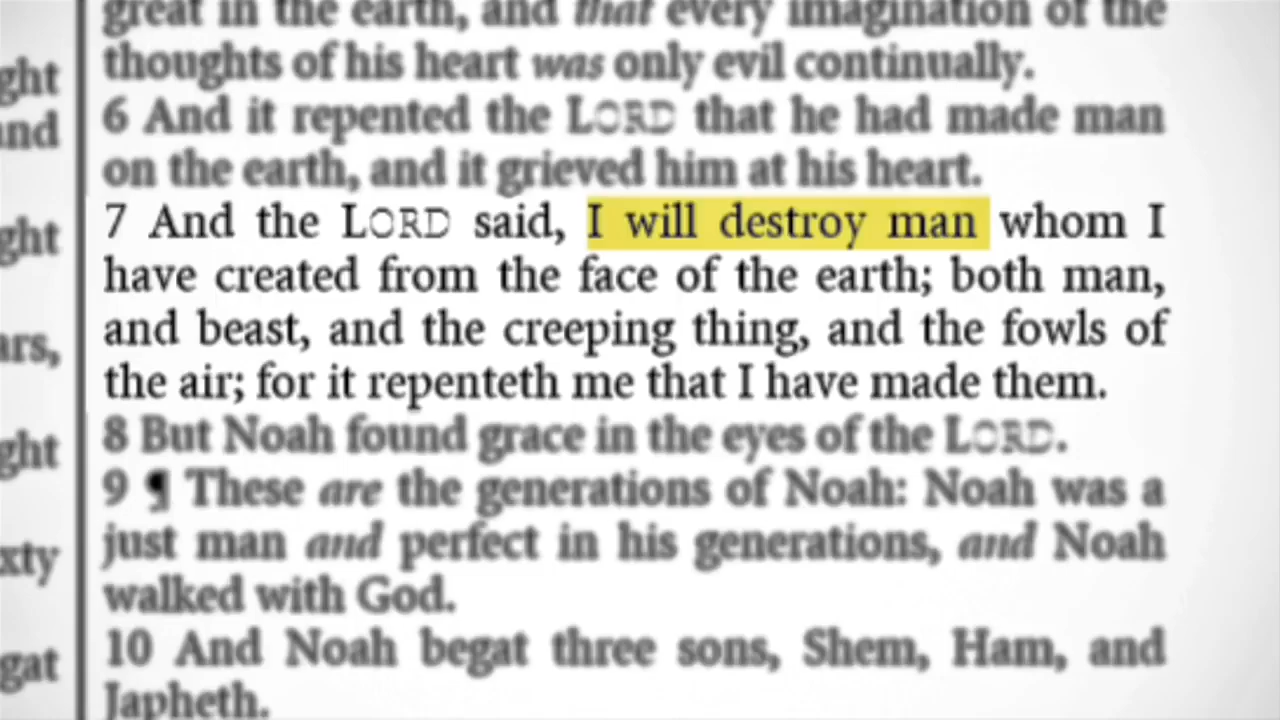 great in the earth, and that every imagination of the
thoughts of his heart was only evil continually.
6 And it repented the LORD that he had made man
on the earth, and it grieved him at his heart.
7 And the LORD said, I will destroy man whom I
have created from the face of the earth; both man,
and beast, and the creeping thing, and the fowls of
the air; for it repenteth me that I have made them.
8 But Noah found grace in the eyes of the LORD.
9 ¶ These are the generations of Noah: Noah was a
just man and perfect in his generations, and Noah
walked with God.
10 And Noah begat three sons, Shem, Ham, and
Japheth.